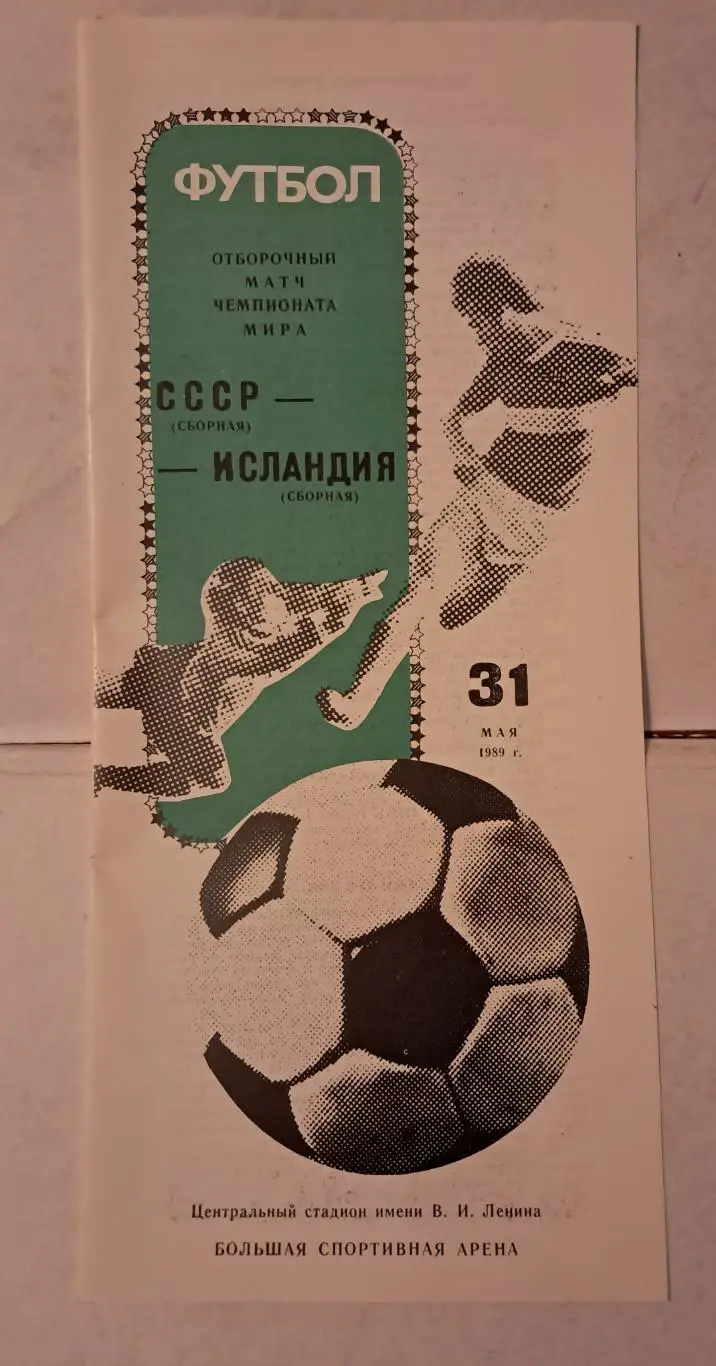 ФУТБОЛ
ОТБОРОЧНЫЙ
МАТЧ
ЧЕМПИОНАТА
МИРА
СССР —
(СБОРНАЯ)
— ИСЛАНДИЯ
(СБОРНАЯ)
31
МАЯ
1989 г.
Центральный стадион имени В. И. Ленина
БОЛЬШАЯ СПОРТИВНАЯ АРЕНА